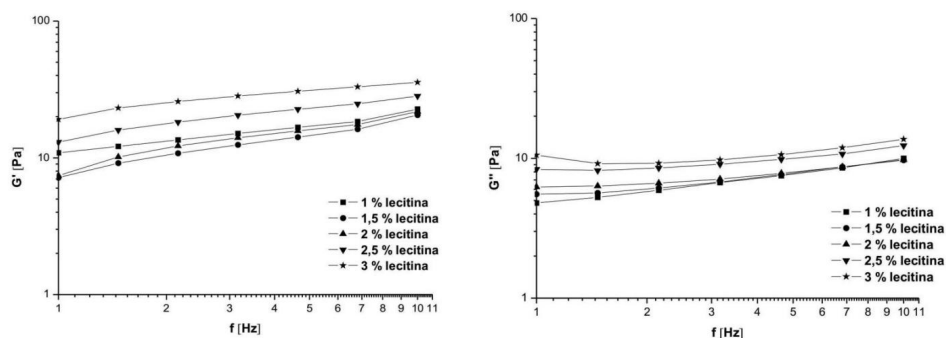 100
10
1
G' [Pa]
1 % lecitina
1,5 % lecitina
2 % lecitina
2,5 % lecitina
3 % lecitina
1 2 3 4 5 6 7 8 9 10 11
f [Hz]
100
10
1
G" [Pa]
1 % lecitina
1,5 % lecitina
2 % lecitina
2,5 % lecitina
3 % lecitina
1 2 3 4 5 6 7 8 9 10 11
f [Hz]